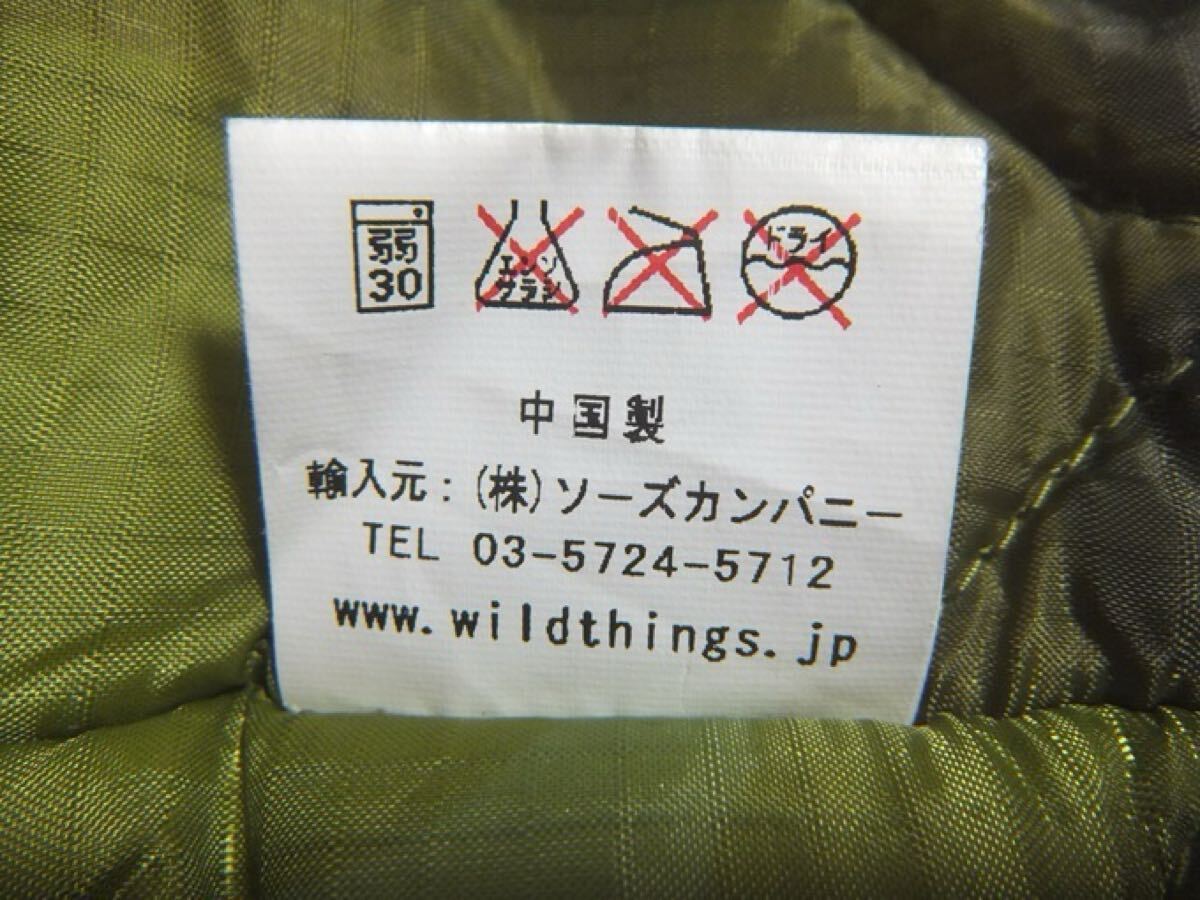 弱 30
エンソ サラシ
ドライ
中国製
輸入元：(株)ソーズカンパニー
TEL 03-5724-5712
www.wildthings.jp